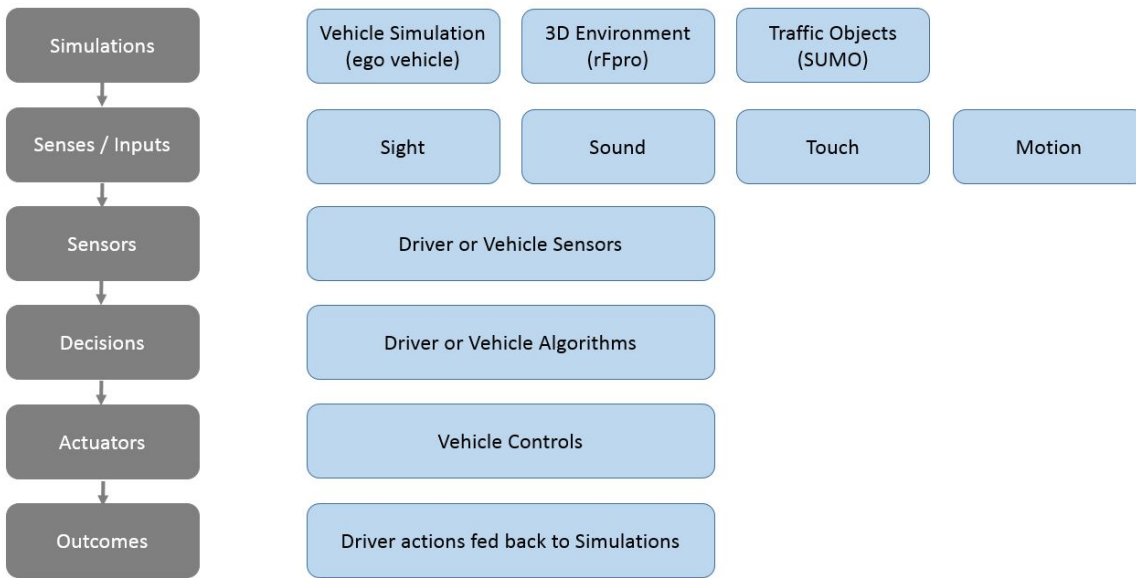 Simulations
Vehicle Simulation
(ego vehicle)
3D Environment
(rFpro)
Traffic Objects
(SUMO)
Senses / Inputs
Sight
Sound
Touch
Motion
Sensors
Driver or Vehicle Sensors
Decisions
Driver or Vehicle Algorithms
Actuators
Vehicle Controls
Outcomes
Driver actions fed back to Simulations